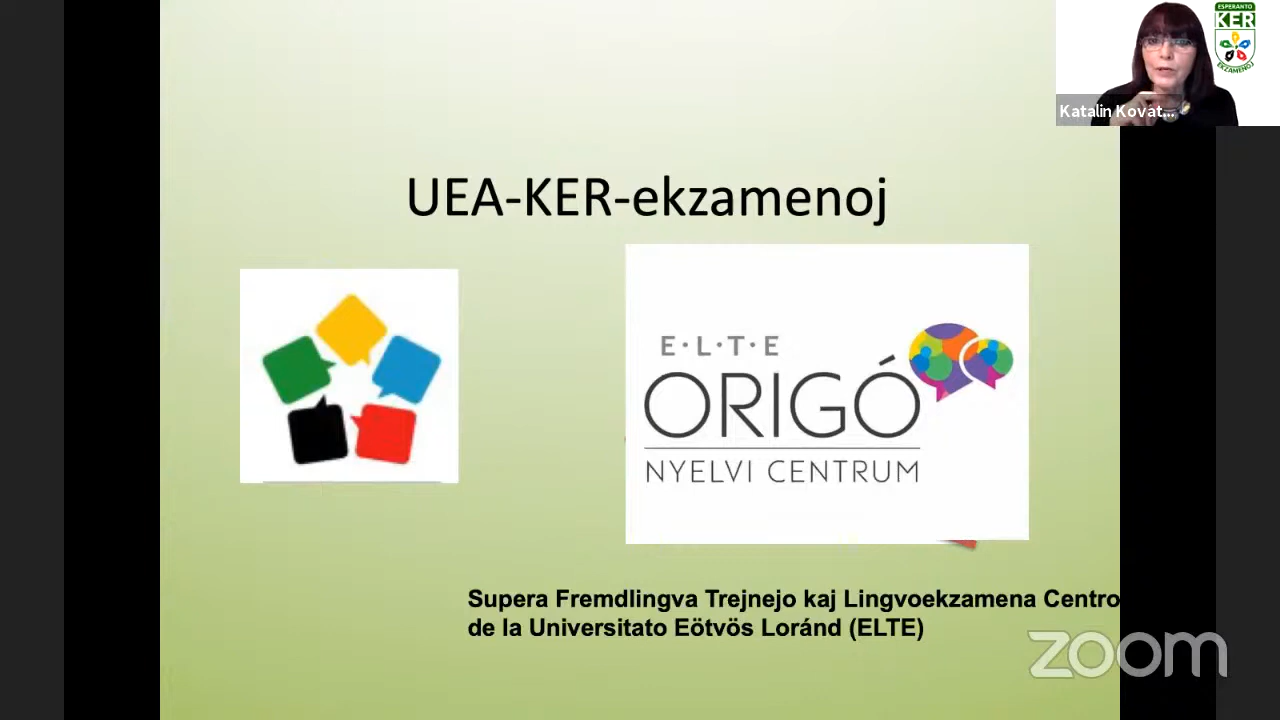 ESPERANTO
KER
EKZAMENOJ
Katalin Kovat...
UEA-KER-ekzamenoj
E·L·T·E
ORIGÓ
NYELVI CENTRUM
Supera Fremdlingva Trejnejo kaj Lingvoekzamena Centro
de la Universitato Eötvös Loránd (ELTE)
zoom